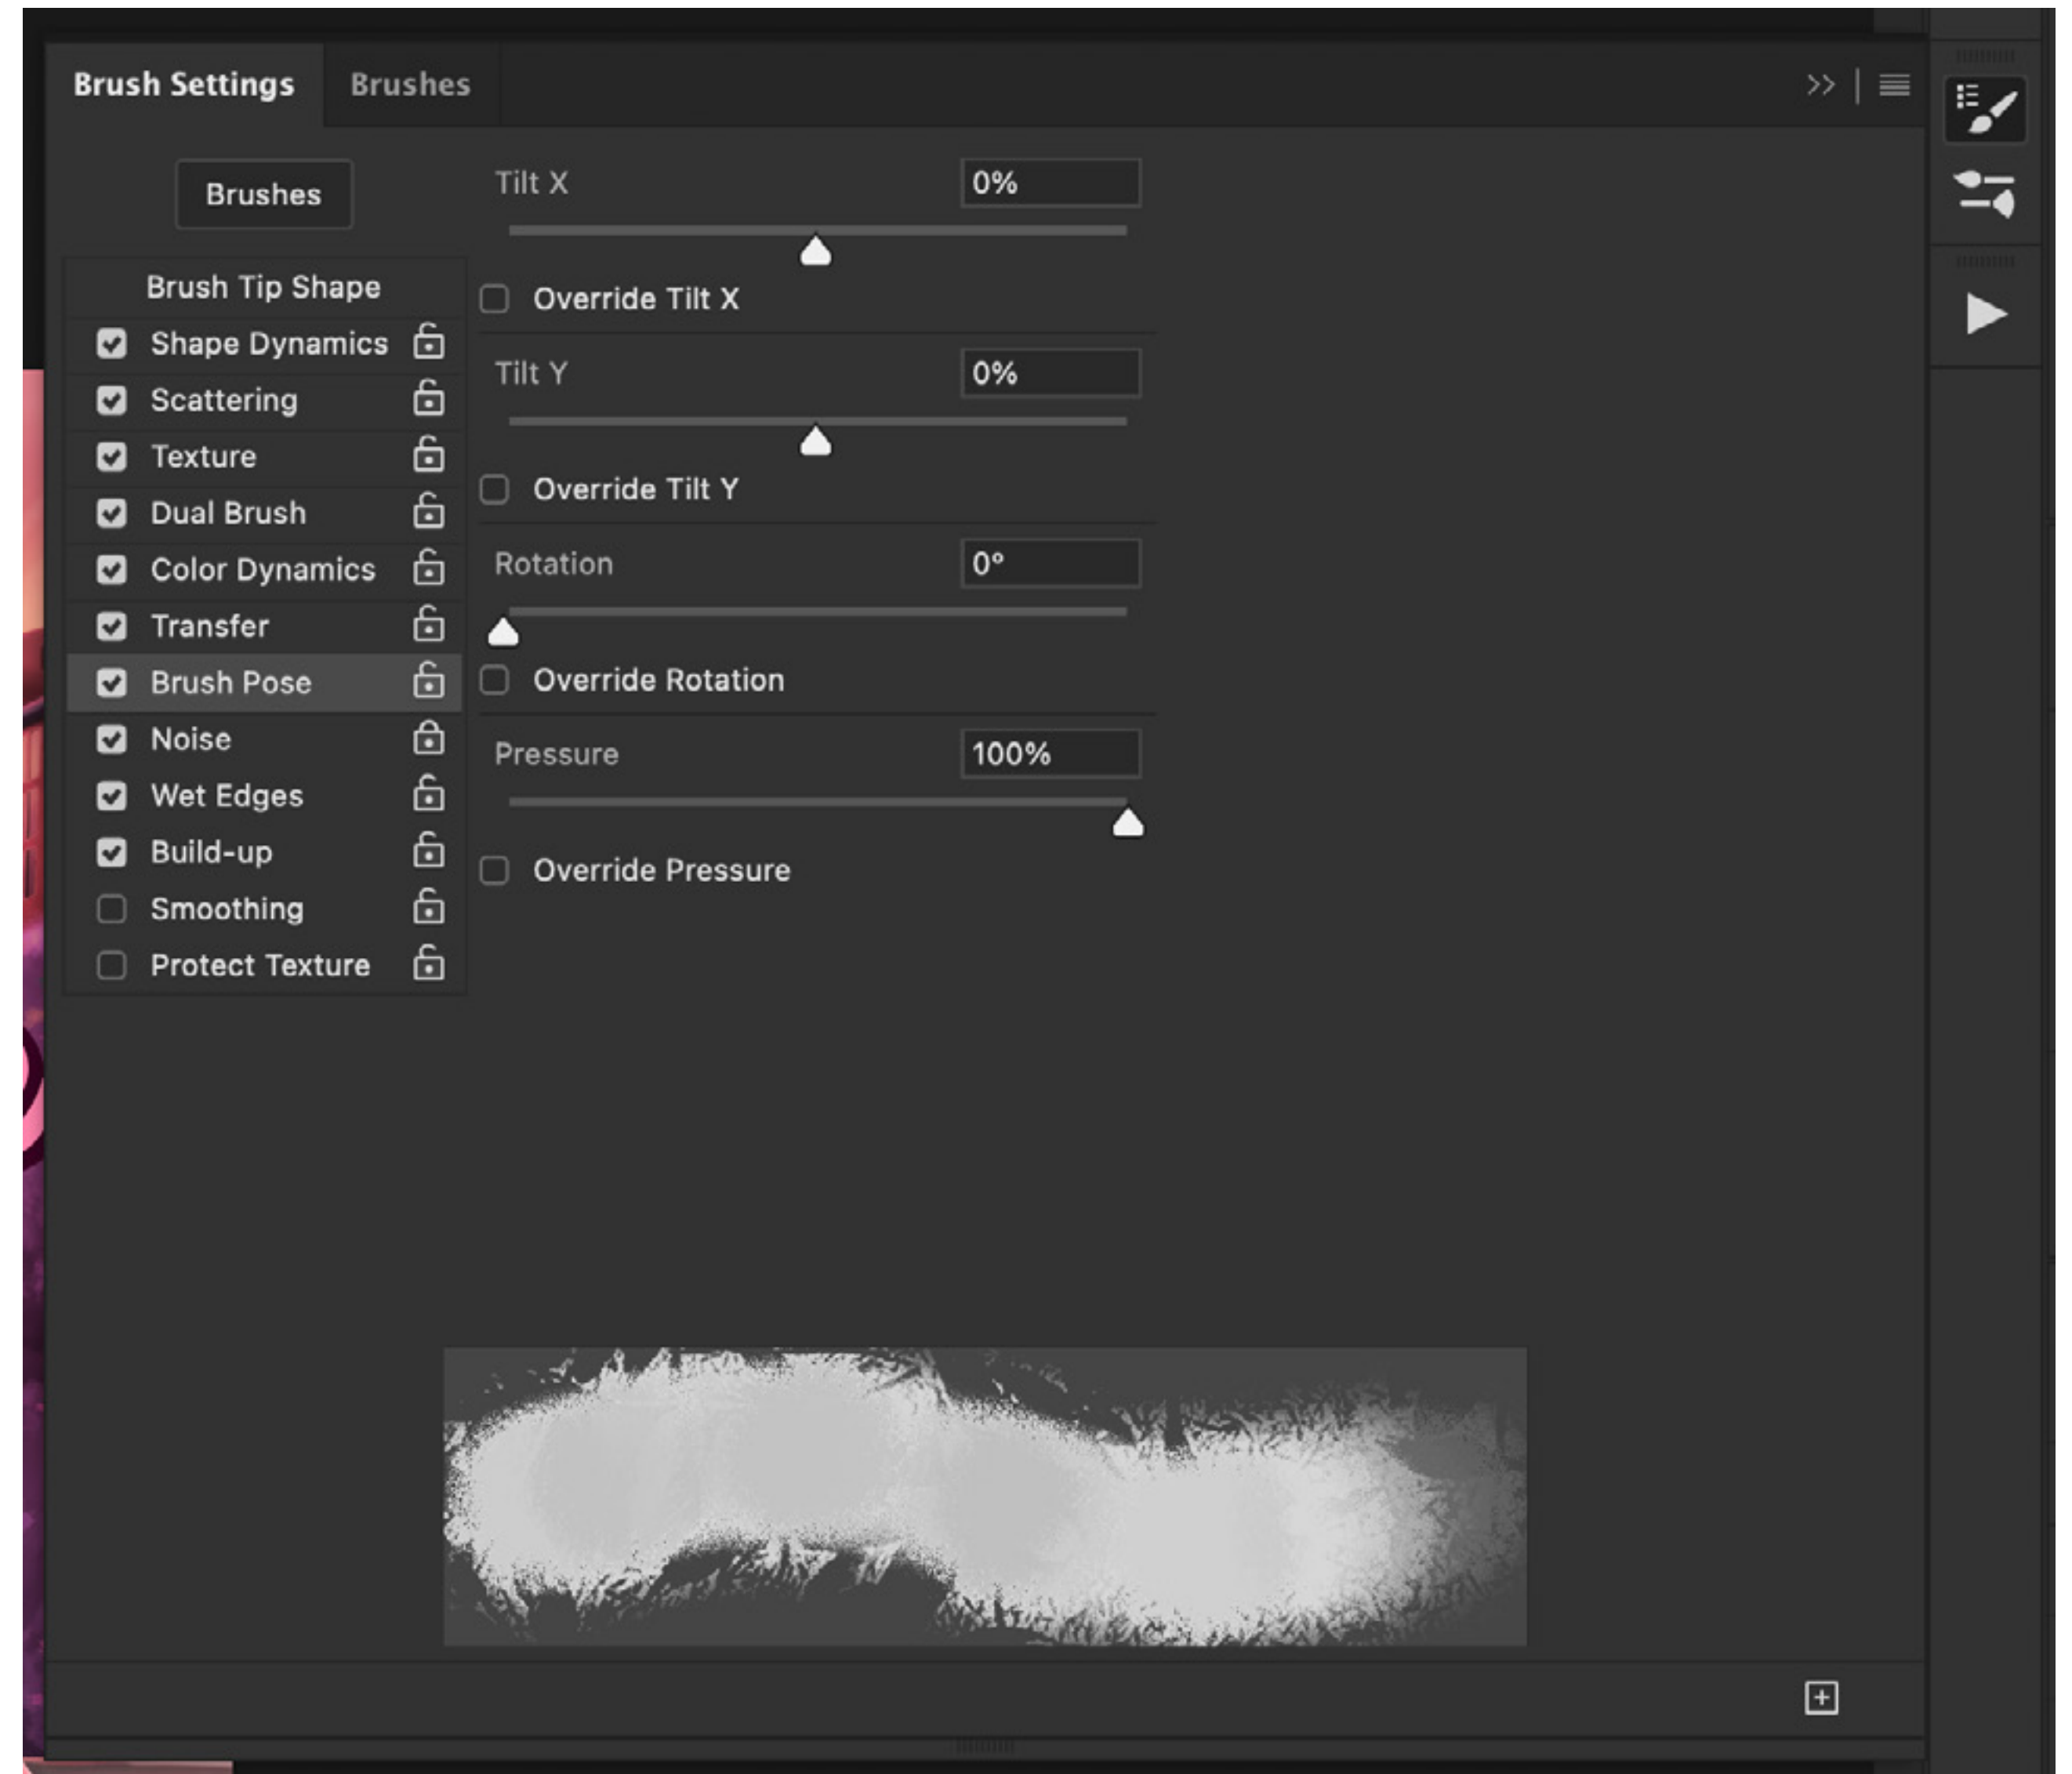 Brush Settings
Brushes
Brushes
Brush Tip Shape
Shape Dynamics
Scattering
Texture
Dual Brush
Color Dynamics
Transfer
Brush Pose
Noise
Wet Edges
Build-up
Smoothing
Protect Texture
Tilt X 0%
Override Tilt X
Tilt Y 0%
Override Tilt Y
Rotation 0°
Override Rotation
Pressure 100%
Override Pressure